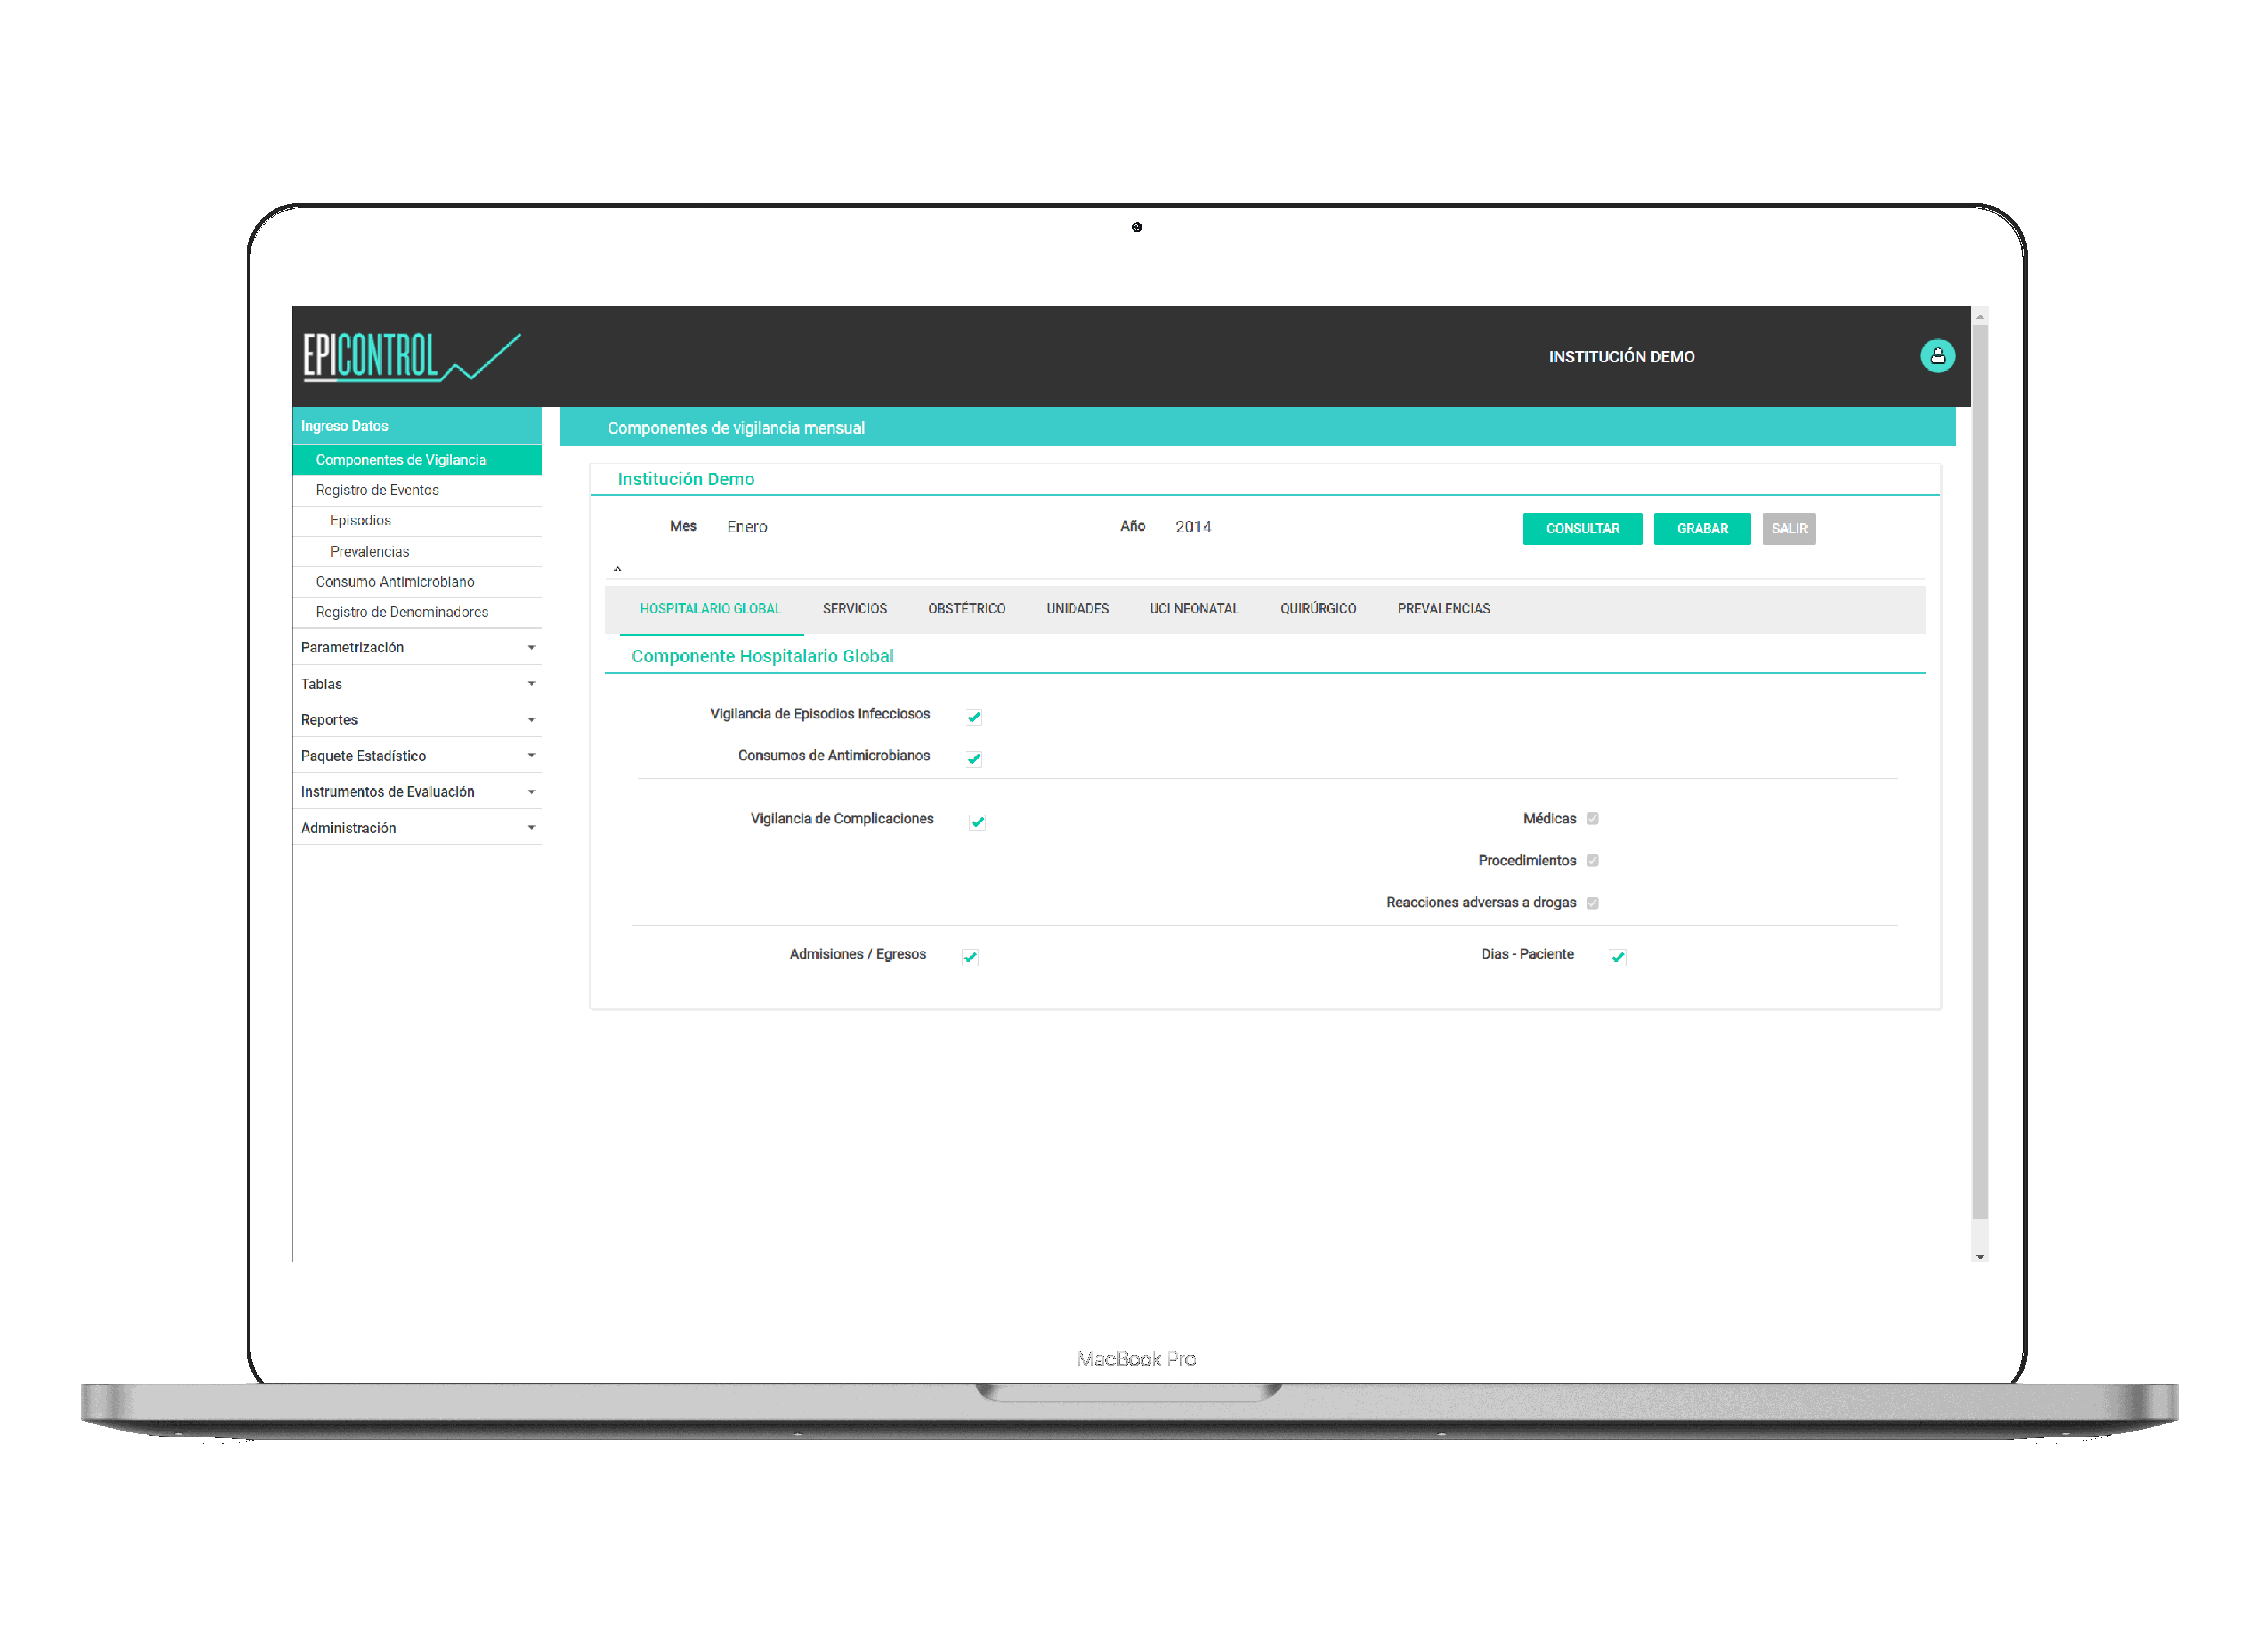 EPICONTROL
INSTITUCIÓN DEMO
Ingreso Datos
Componentes de Vigilancia
Registro de Eventos
Episodios
Prevalencias
Consumo Antimicrobiano
Registro de Denominadores
Parametrización
Tablas
Reportes
Paquete Estadístico
Instrumentos de Evaluación
Administración
Componentes de vigilancia mensual
Institución Demo
Mes Enero Año 2014 CONSULTAR GRABAR SALIR
HOSPITALARIO GLOBAL SERVICIOS OBSTÉTRICO UNIDADES UCI NEONATAL QUIRÚRGICO PREVALENCIAS
Componente Hospitalario Global
Vigilancia de Episodios Infecciosos
Consumos de Antimicrobianos
Vigilancia de Complicaciones Médicas
Procedimientos
Reacciones adversas a drogas
Admisiones / Egresos Dias - Paciente
MacBook Pro